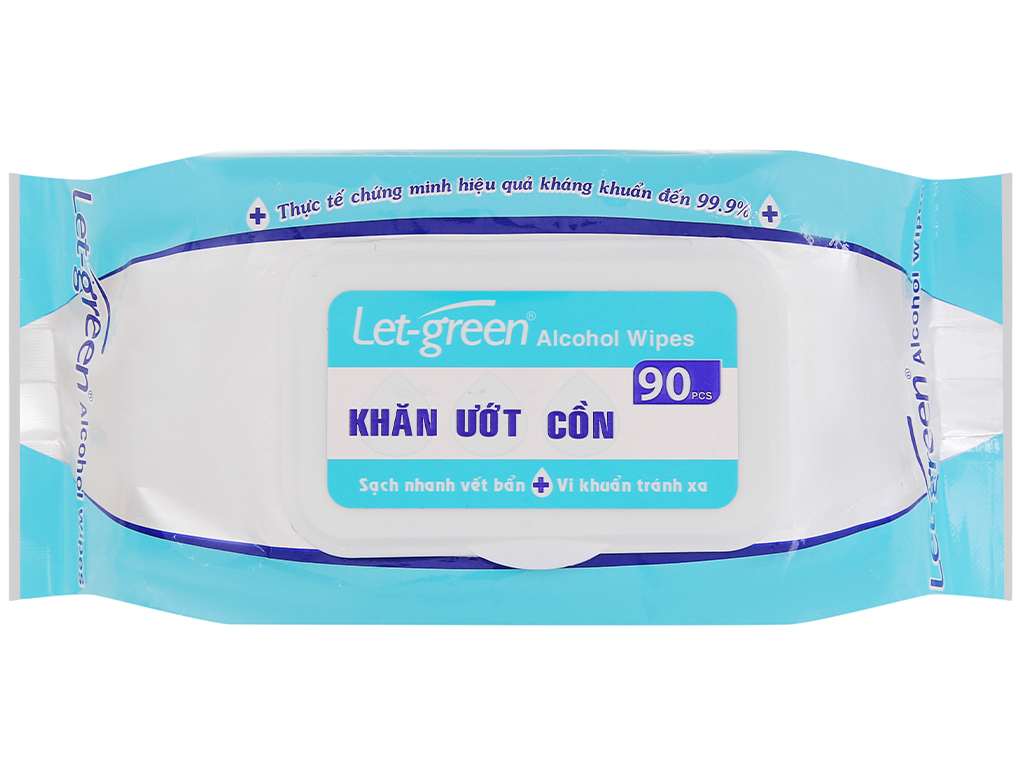 Thực tế chứng minh hiệu quả kháng khuẩn đến 99.9%
Let-green® Alcohol Wipes
90 PCS
KHĂN ƯỚT CỒN
Sạch nhanh vết bẩn + Vi khuẩn tránh xa
Let-green® Alcohol Wipes
Let-green® Alcohol Wipes